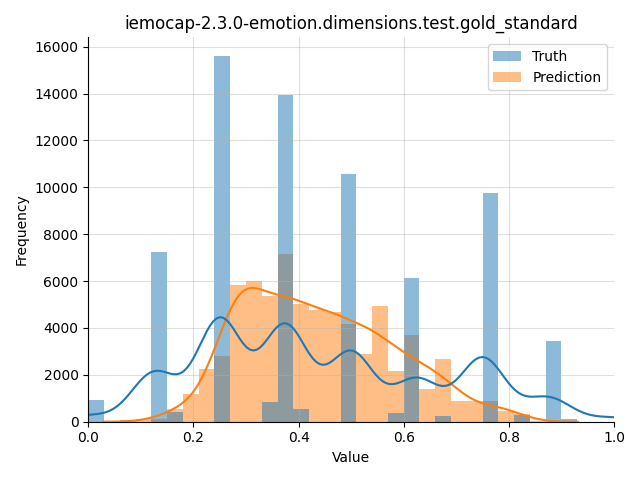 iemocap-2.3.0-emotion.dimensions.test.gold_standard
Truth
Prediction
Frequency
16000
14000
12000
10000
8000
6000
4000
2000
0
0.0 0.2 0.4 0.6 0.8 1.0
Value